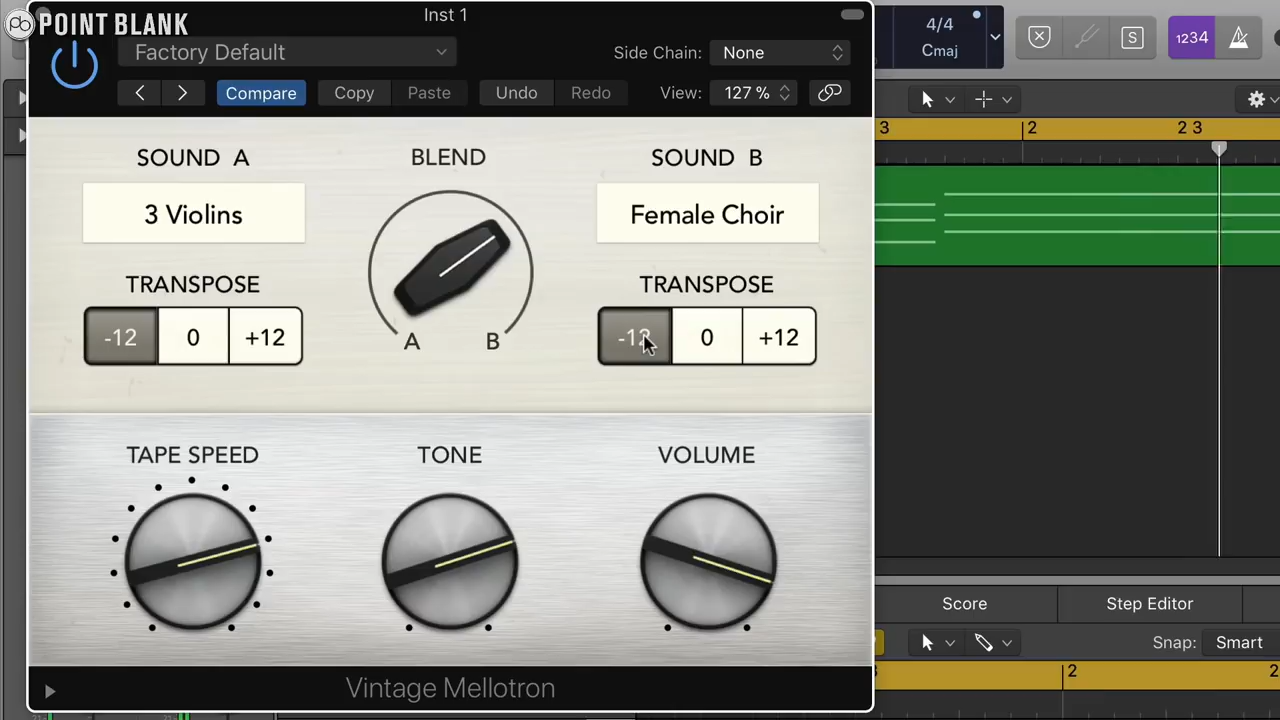 POINT BLANK
pb
Inst 1
Factory Default
Side Chain: None
Compare
Copy
Paste
Undo
Redo
View: 127 %
4/4
Cmaj
S
1234
3
2
2 3
SOUND A
BLEND
SOUND B
3 Violins
Female Choir
TRANSPOSE
TRANSPOSE
-12
0
+12
A
B
-12
0
+12
TAPE SPEED
TONE
VOLUME
Score
Step Editor
Snap: Smart
2
2
Vintage Mellotron